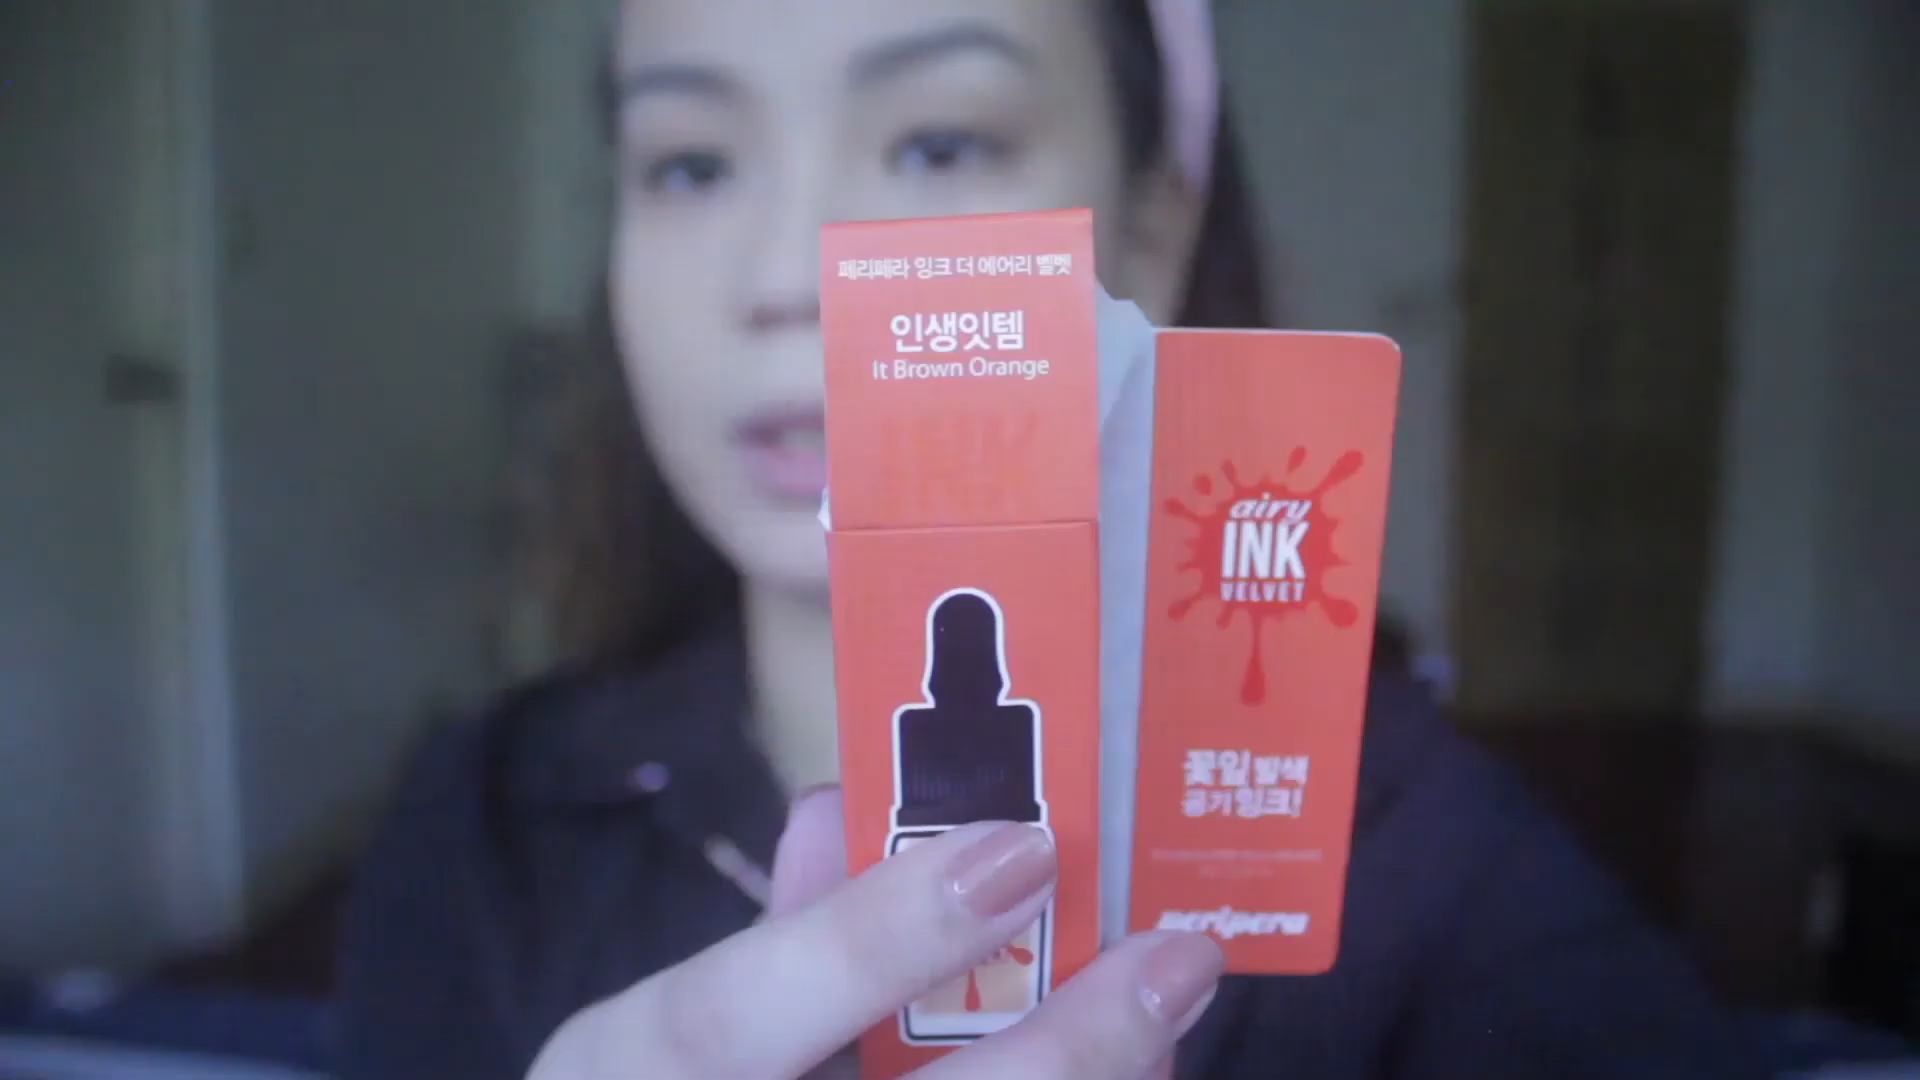 페리페라 잉크 더 에어리 벨벳
인생잇템
It Brown Orange
INK
airy
INK
VELVET
꽃잎 발색
공기 잉크!
peripera